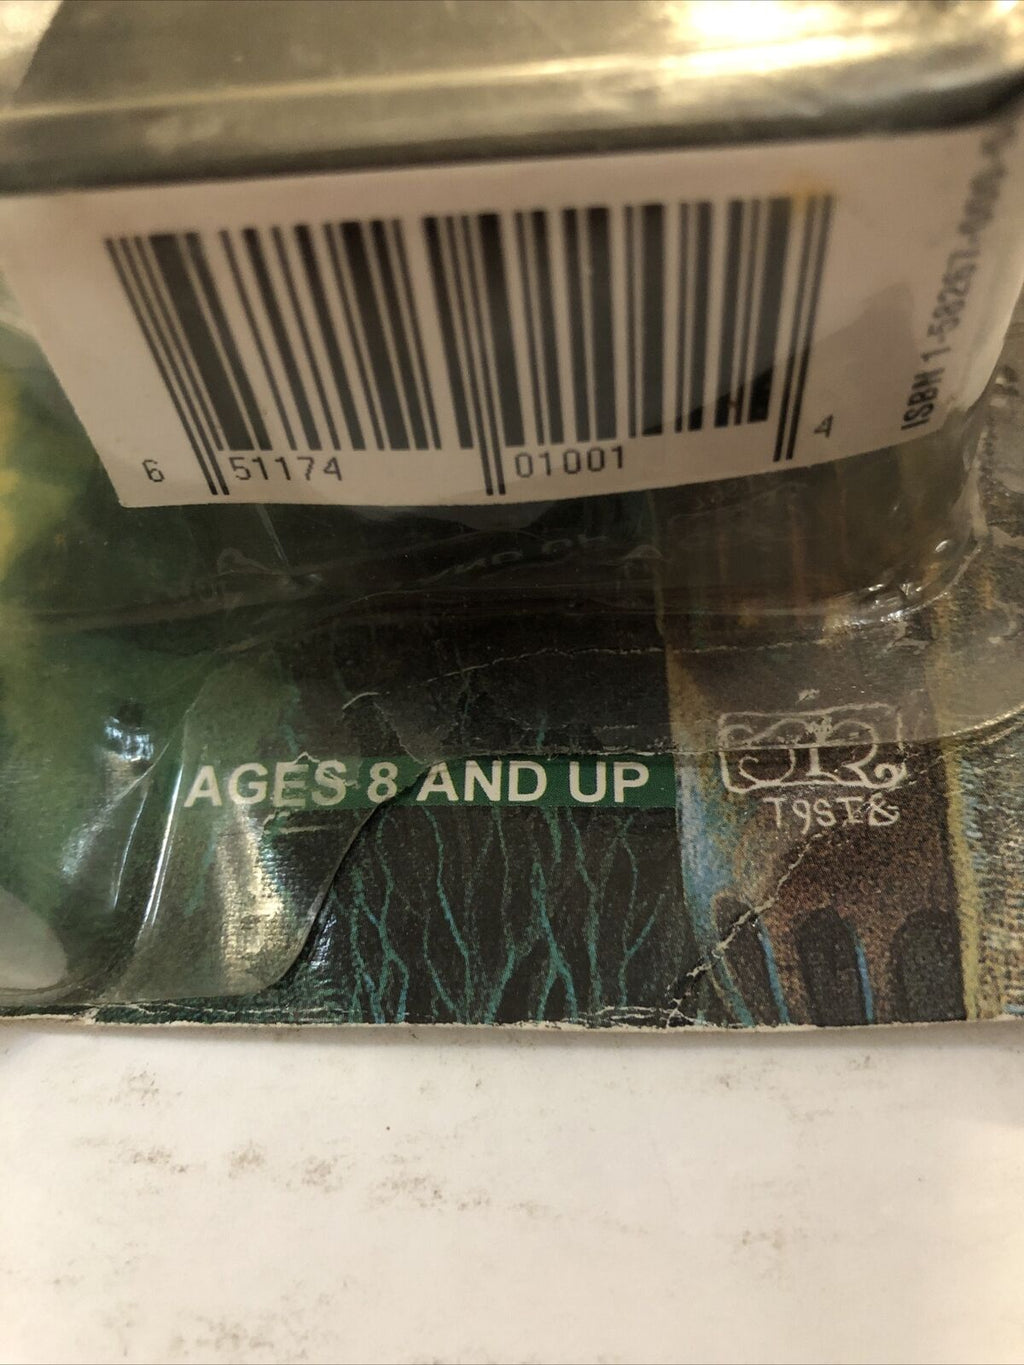 6 51174 01001 4
ISBN 1-58267-
AGES 8 AND UP